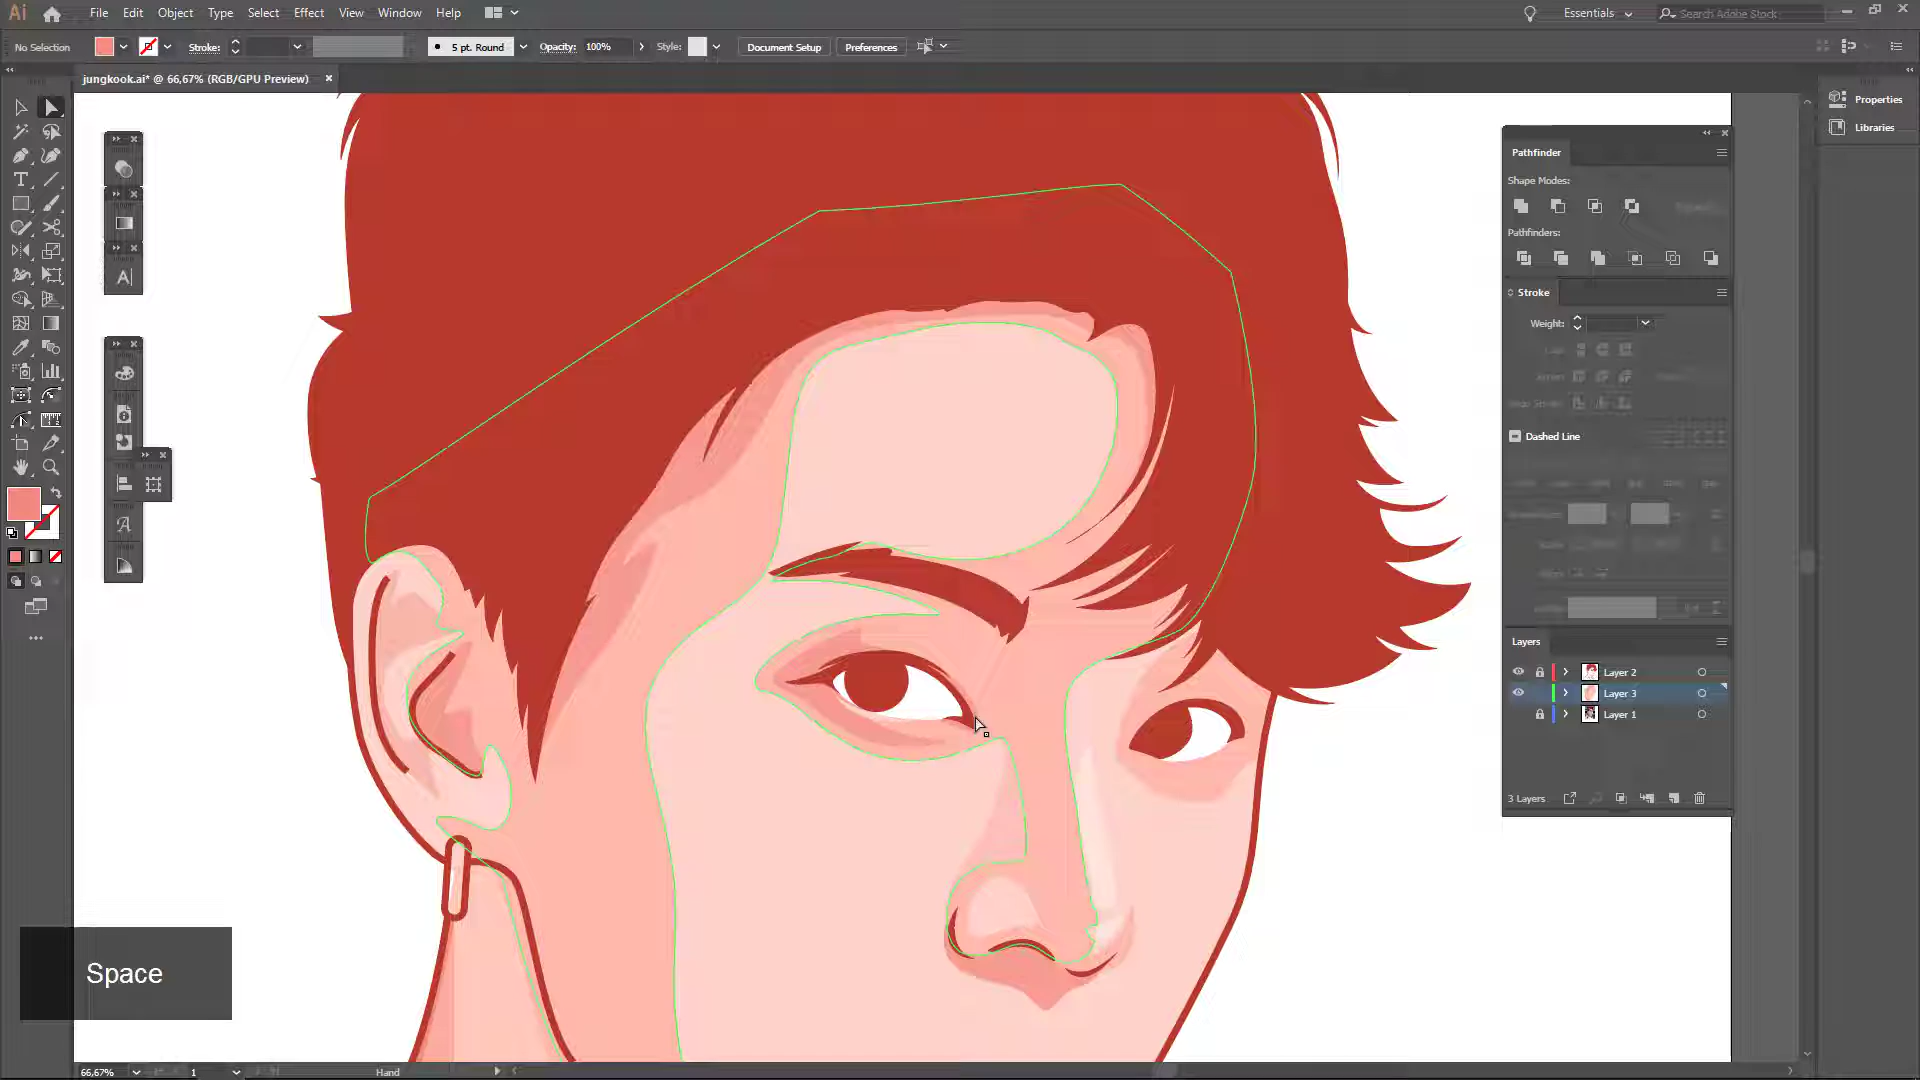 Ai File Edit Object Type Select Effect View Window Help Essentials Search Adobe Stock
No Selection Stroke: 5 pt. Round Opacity: 100% Style: Document Setup Preferences
jungkook.ai* @ 66,67% (RGB/GPU Preview)
Properties
Libraries
Pathfinder
Shape Modes:
Pathfinders:
Stroke
Weight:
Dashed Line
Layers
Layer 2
Layer 3
Layer 1
3 Layers
Space
66,67% 1 Hand